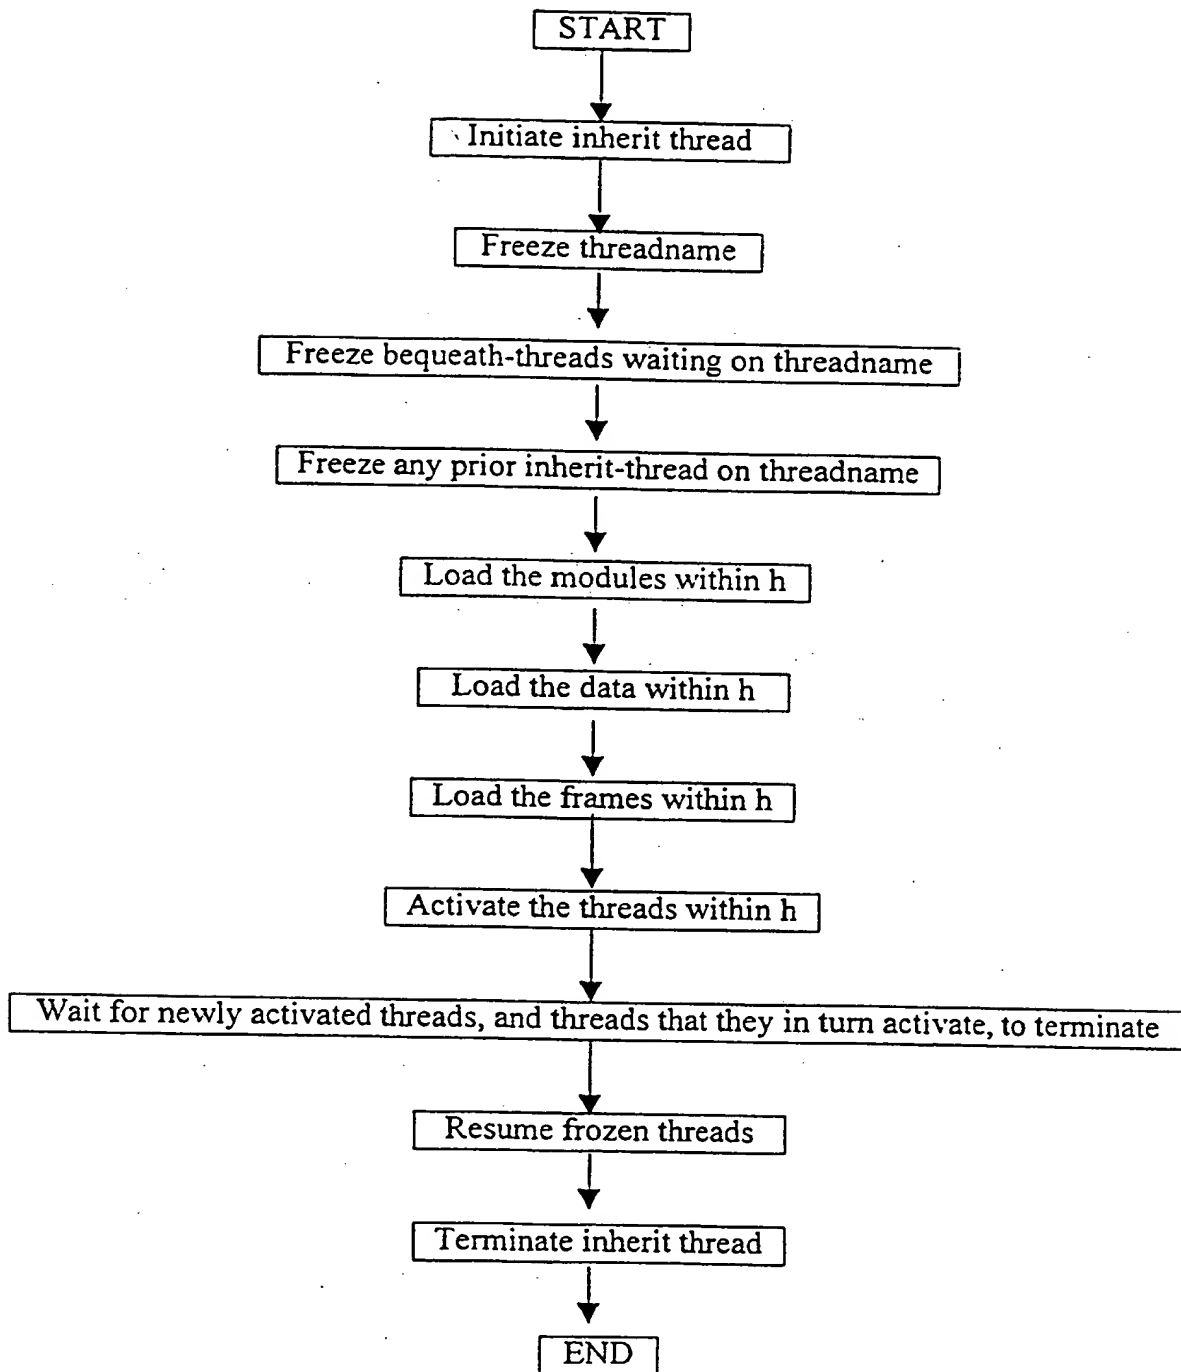 START
Initiate inherit thread
Freeze threadname
Freeze bequeath-threads waiting on threadname
Freeze any prior inherit-thread on threadname
Load the modules within h
Load the data within h
Load the frames within h
Activate the threads within h
Wait for newly activated threads, and threads that they in turn activate, to terminate
Resume frozen threads
Terminate inherit thread
END